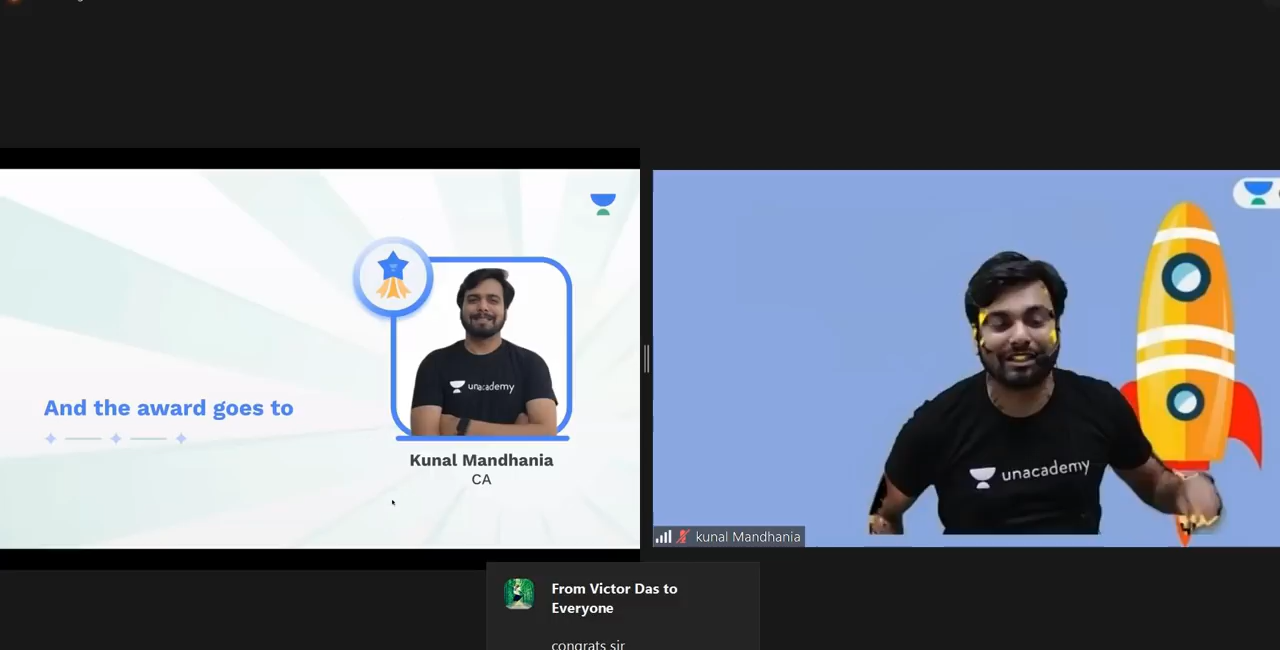 unacademy
And the award goes to
Kunal Mandhania
CA
unacademy
kunal Mandhania
From Victor Das to
Everyone
congrats sir